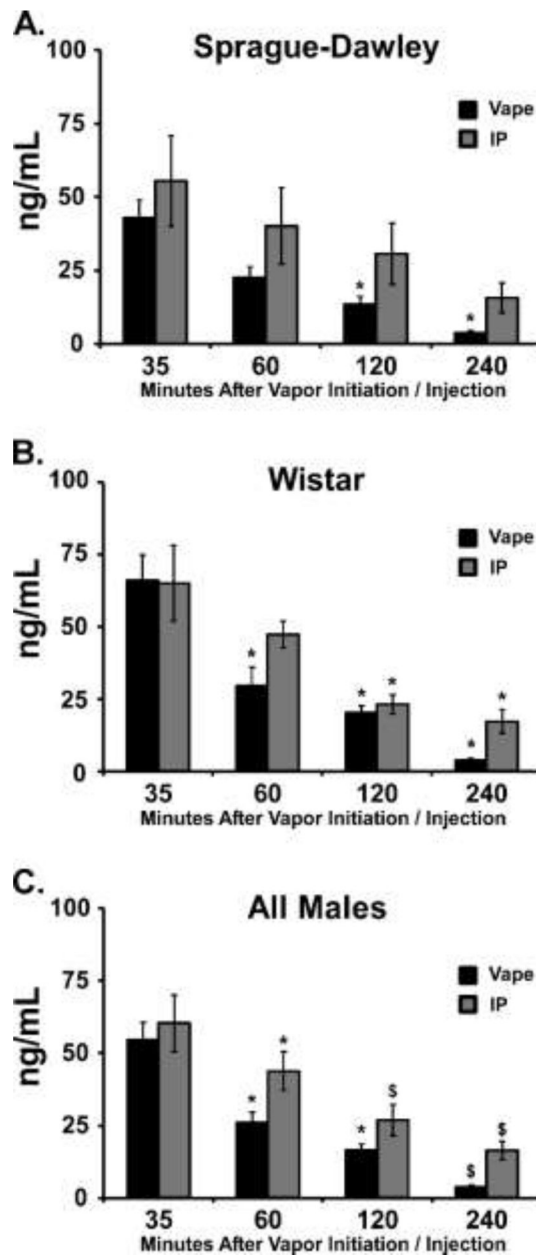 A.
Sprague-Dawley
100
75
50
25
0
ng/mL
Vape
IP
* *
35 60 120 240
Minutes After Vapor Initiation / Injection
B.
Wistar
100
75
50
25
0
ng/mL
Vape
IP
* * * * *
35 60 120 240
Minutes After Vapor Initiation / Injection
C.
All Males
100
75
50
25
0
ng/mL
Vape
IP
* * * $ $ $
35 60 120 240
Minutes After Vapor Initiation / Injection